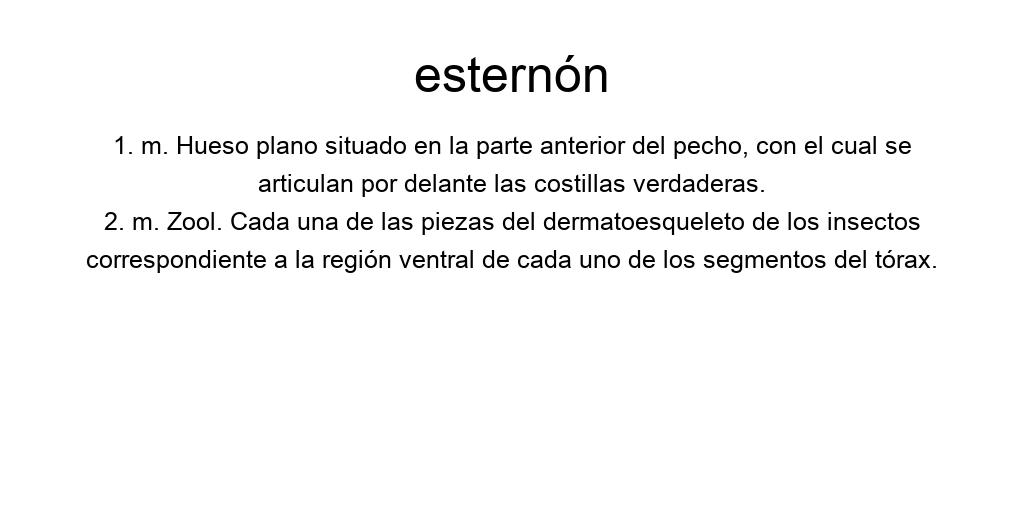 esternón
1. m. Hueso plano situado en la parte anterior del pecho, con el cual se
articulan por delante las costillas verdaderas.
2. m. Zool. Cada una de las piezas del dermatoesqueleto de los insectos
correspondiente a la región ventral de cada uno de los segmentos del tórax.